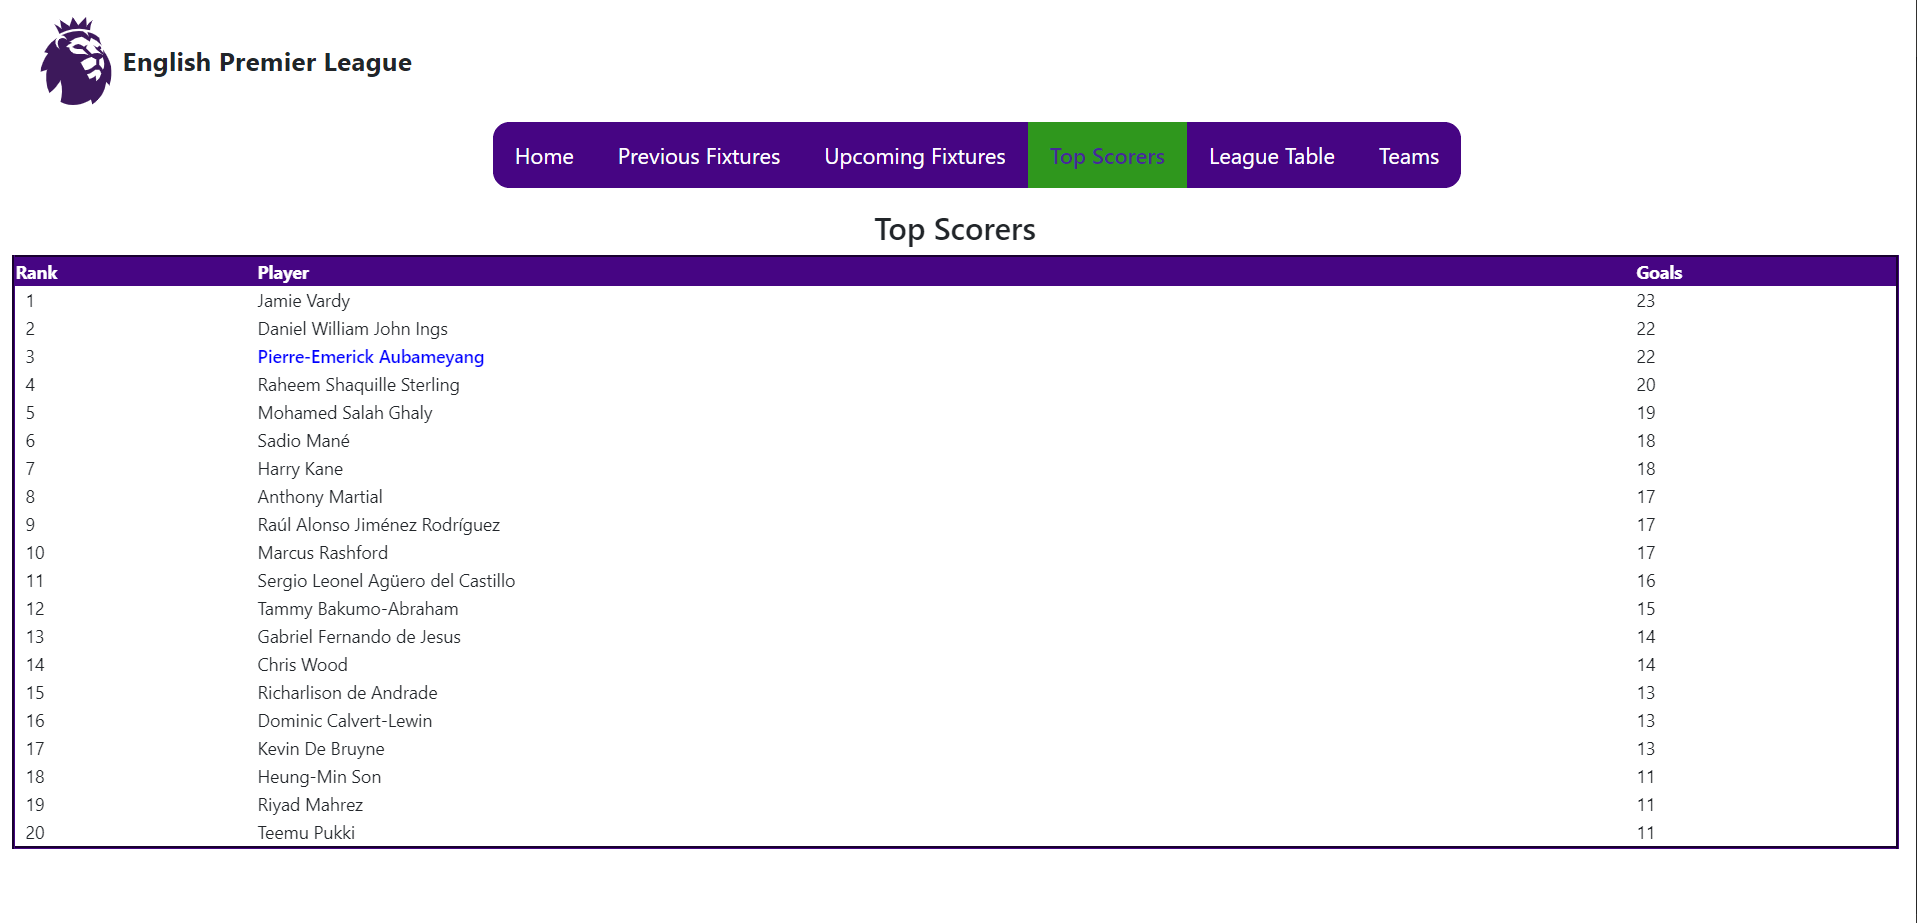 English Premier League
Home Previous Fixtures Upcoming Fixtures Top Scorers League Table Teams
Top Scorers
Rank Player Goals
1 Jamie Vardy 23
2 Daniel William John Ings 22
3 Pierre-Emerick Aubameyang 22
4 Raheem Shaquille Sterling 20
5 Mohamed Salah Ghaly 19
6 Sadio Mané 18
7 Harry Kane 18
8 Anthony Martial 17
9 Raúl Alonso Jiménez Rodríguez 17
10 Marcus Rashford 17
11 Sergio Leonel Agüero del Castillo 16
12 Tammy Bakumo-Abraham 15
13 Gabriel Fernando de Jesus 14
14 Chris Wood 14
15 Richarlison de Andrade 13
16 Dominic Calvert-Lewin 13
17 Kevin De Bruyne 13
18 Heung-Min Son 11
19 Riyad Mahrez 11
20 Teemu Pukki 11